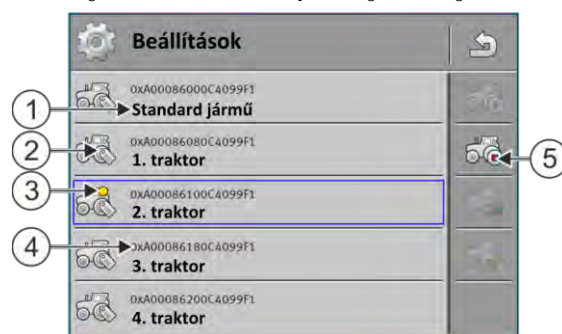 Beállítások
0xA00086000C4099F1
Standard jármű
0xA00086080C4099F1
1. traktor
0xA00086100C4099F1
2. traktor
0xA00086180C4099F1
3. traktor
0xA00086200C4099F1
4. traktor
1
2
3
4
5